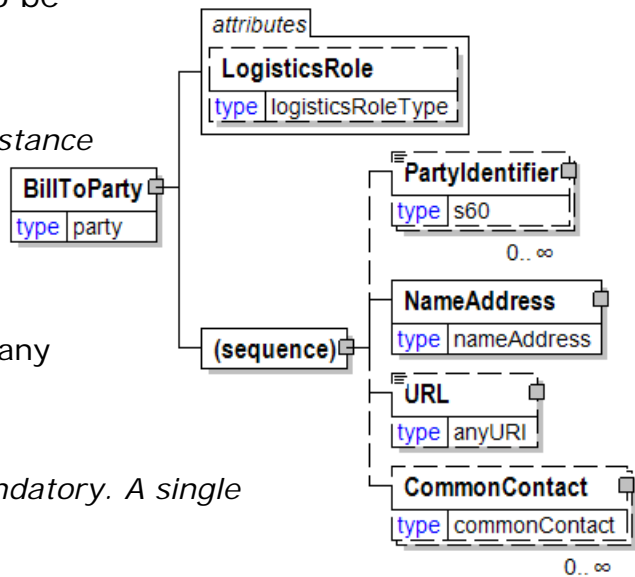 o be
attributes
LogisticsRole
type logisticsRoleType
stance
BillToParty
type party
PartyIdentifier
type s60
0.. ∞
NameAddress
type nameAddress
any
(sequence)
URL
type anyURI
ndatory. A single
CommonContact
type commonContact
0.. ∞